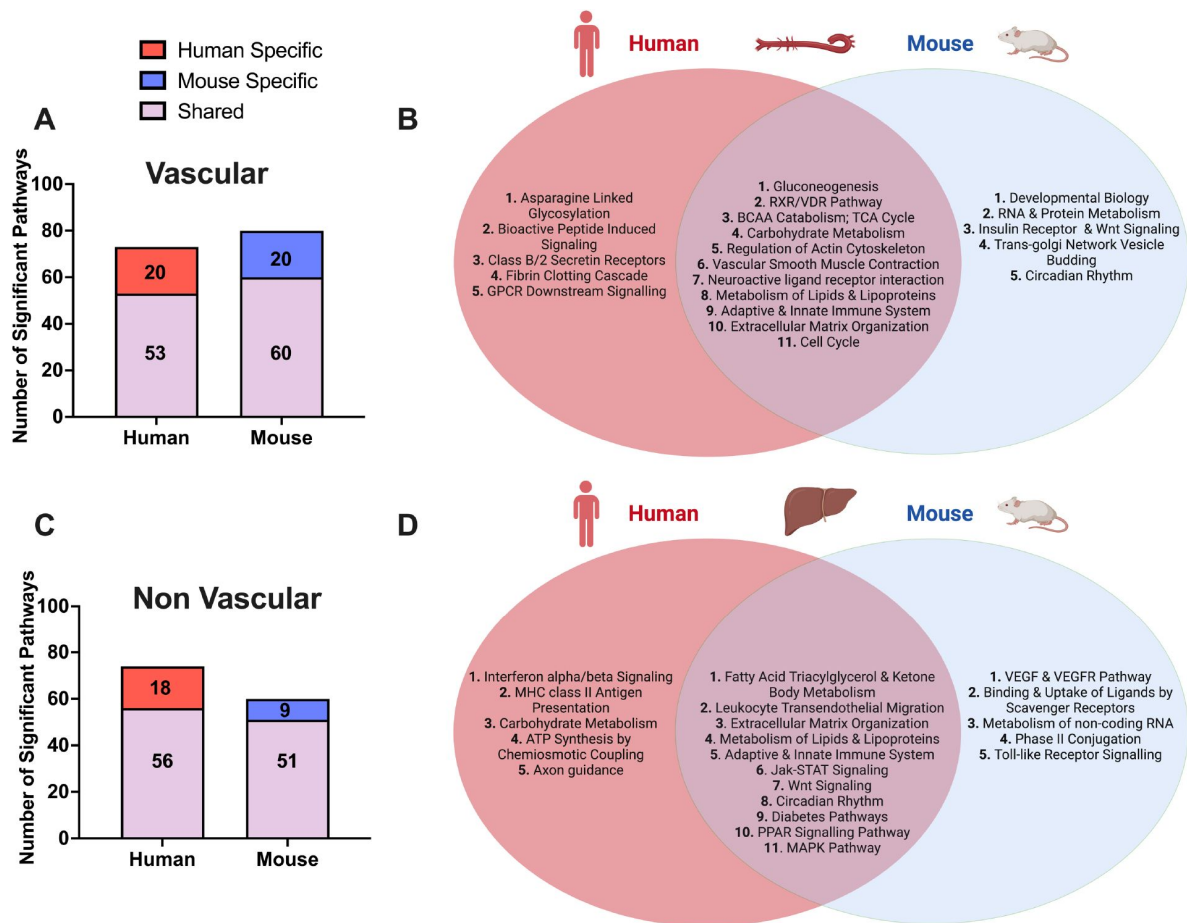 Human Specific
Mouse Specific
Shared
A
Vascular
Number of Significant Pathways
100
80
60
40
20
0
20
53
20
60
Human
Mouse
B
Human
Mouse
1. Asparagine Linked
Glycosylation
2. Bioactive Peptide Induced
Signaling
3. Class B/2 Secretin Receptors
4. Fibrin Clotting Cascade
5. GPCR Downstream Signalling
1. Gluconeogenesis
2. RXR/VDR Pathway
3. BCAA Catabolism; TCA Cycle
4. Carbohydrate Metabolism
5. Regulation of Actin Cytoskeleton
6. Vascular Smooth Muscle Contraction
7. Neuroactive ligand receptor interaction
8. Metabolism of Lipids & Lipoproteins
9. Adaptive & Innate Immune System
10. Extracellular Matrix Organization
11. Cell Cycle
1. Developmental Biology
2. RNA & Protein Metabolism
3. Insulin Receptor & Wnt Signaling
4. Trans-golgi Network Vesicle
Budding
5. Circadian Rhythm
C
Non Vascular
Number of Significant Pathways
100
80
60
40
20
0
18
56
9
51
Human
Mouse
D
Human
Mouse
1. Interferon alpha/beta Signaling
2. MHC class II Antigen
Presentation
3. Carbohydrate Metabolism
4. ATP Synthesis by
Chemiosmotic Coupling
5. Axon guidance
1. Fatty Acid Triacylglycerol & Ketone
Body Metabolism
2. Leukocyte Transendothelial Migration
3. Extracellular Matrix Organization
4. Metabolism of Lipids & Lipoproteins
5. Adaptive & Innate Immune System
6. Jak-STAT Signaling
7. Wnt Signaling
8. Circadian Rhythm
9. Diabetes Pathways
10. PPAR Signalling Pathway
11. MAPK Pathway
1. VEGF & VEGFR Pathway
2. Binding & Uptake of Ligands by
Scavenger Receptors
3. Metabolism of non-coding RNA
4. Phase II Conjugation
5. Toll-like Receptor Signalling